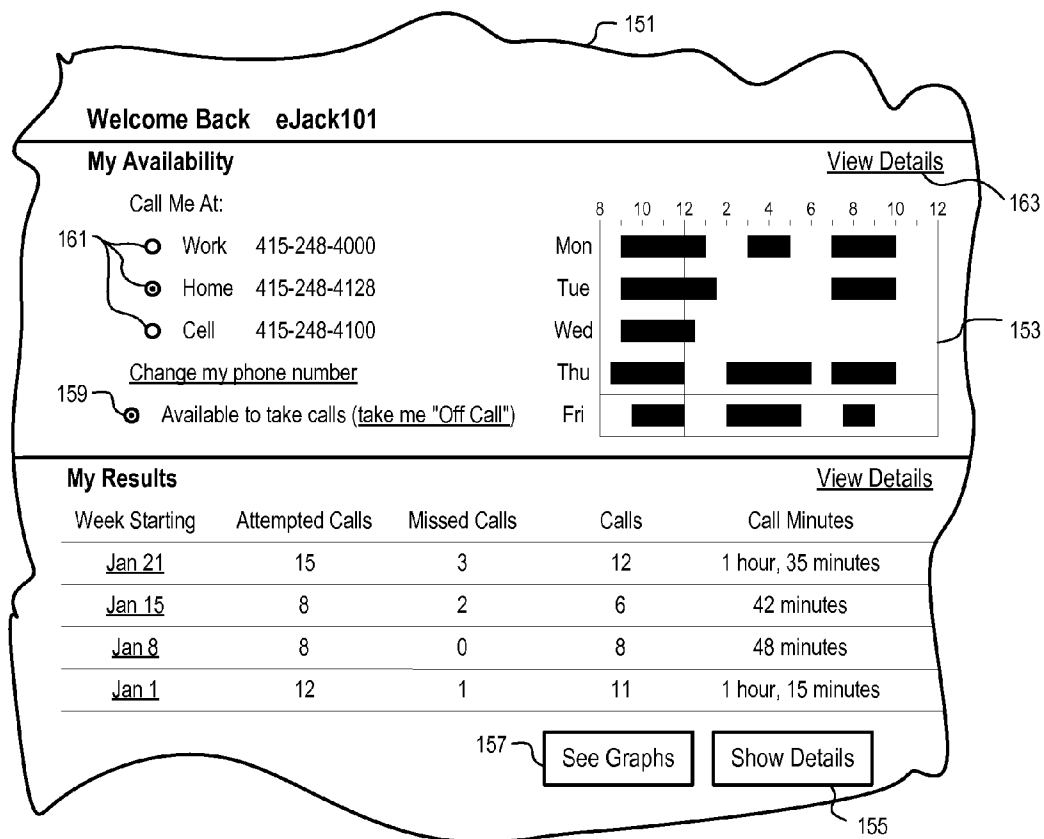 151
Welcome Back eJack101
My Availability View Details
163
Call Me At:
8 10 12 2 4 6 8 10 12
161
Work 415-248-4000 Mon
Home 415-248-4128 Tue
Cell 415-248-4100 Wed
153
Change my phone number Thu
159
Available to take calls (take me "Off Call") Fri
My Results View Details
Week Starting Attempted Calls Missed Calls Calls Call Minutes
Jan 21 15 3 12 1 hour, 35 minutes
Jan 15 8 2 6 42 minutes
Jan 8 8 0 8 48 minutes
Jan 1 12 1 11 1 hour, 15 minutes
157 See Graphs Show Details
155